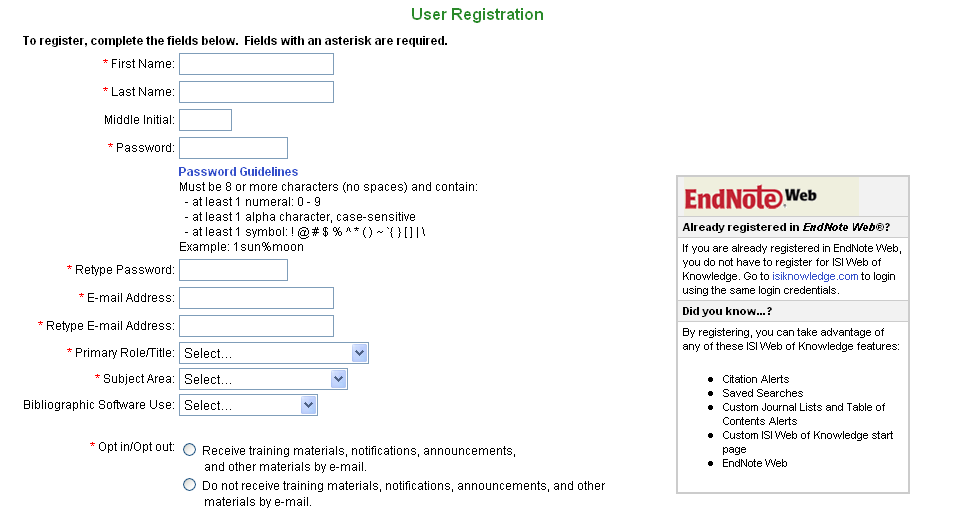 User Registration
To register, complete the fields below. Fields with an asterisk are required.
* First Name:
* Last Name:
Middle Initial:
* Password:
Password Guidelines
Must be 8 or more characters (no spaces) and contain:
- at least 1 numeral: 0 - 9
- at least 1 alpha character, case-sensitive
- at least 1 symbol: ! @ # $ % ^ * ( ) ~ `{ } [ ] | \
Example: 1sun%moon
* Retype Password:
* E-mail Address:
* Retype E-mail Address:
* Primary Role/Title: Select...
* Subject Area: Select...
Bibliographic Software Use: Select...
* Opt in/Opt out:
Receive training materials, notifications, announcements,
and other materials by e-mail.
Do not receive training materials, notifications, announcements, and other
materials by e-mail.
EndNote Web
Already registered in EndNote Web®?
If you are already registered in EndNote Web,
you do not have to register for ISI Web of
Knowledge. Go to isiknowledge.com to login
using the same login credentials.
Did you know...?
By registering, you can take advantage of
any of these ISI Web of Knowledge features:
• Citation Alerts
• Saved Searches
• Custom Journal Lists and Table of
Contents Alerts
• Custom ISI Web of Knowledge start
page
• EndNote Web